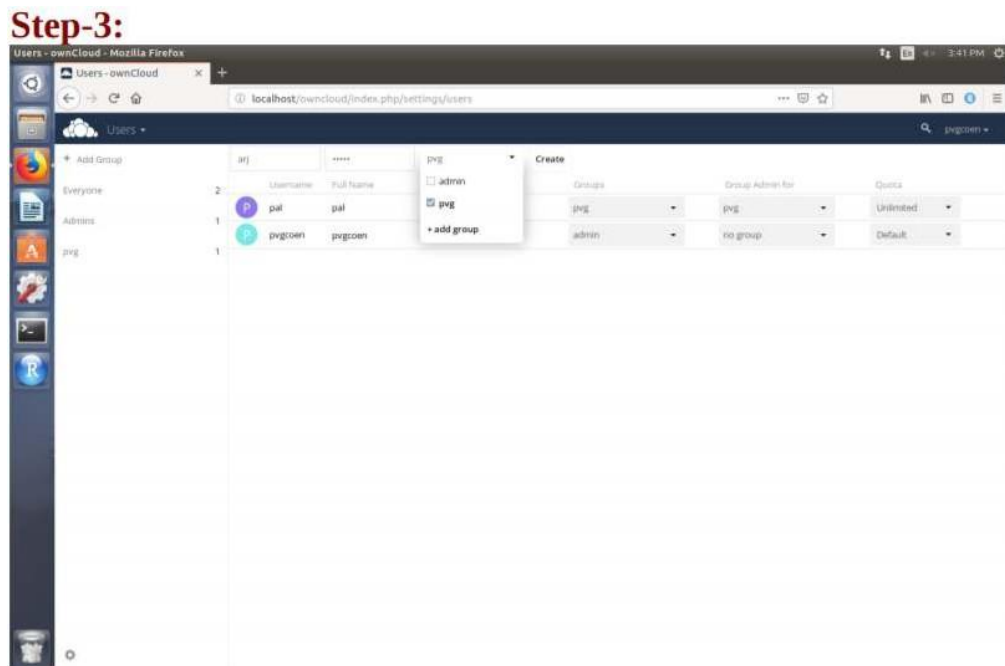 Step-3:
Users - ownCloud - Mozilla Firefox
En
3:41 PM
Users - ownCloud
localhost/owncloud/index.php/settings/users
Users
pvgcoen
+ Add Group
arj
•••••
pvg
Create
admin
pvg
+ add group
Everyone 2
Admins 1
pvg 1
Username Full Name Groups Group Admin for Quota
P pal pal pvg pvg Unlimited
P pvgcoen pvgcoen admin no group Default